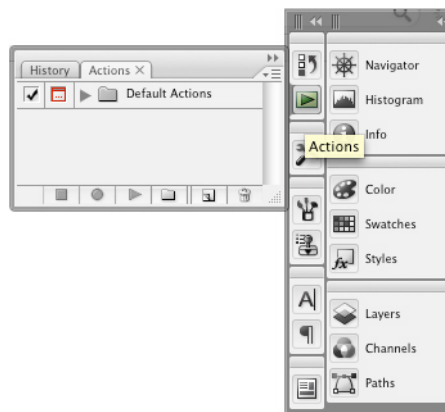 History
Actions
Default Actions
Navigator
Histogram
Info
Actions
Color
Swatches
Styles
Layers
Channels
Paths